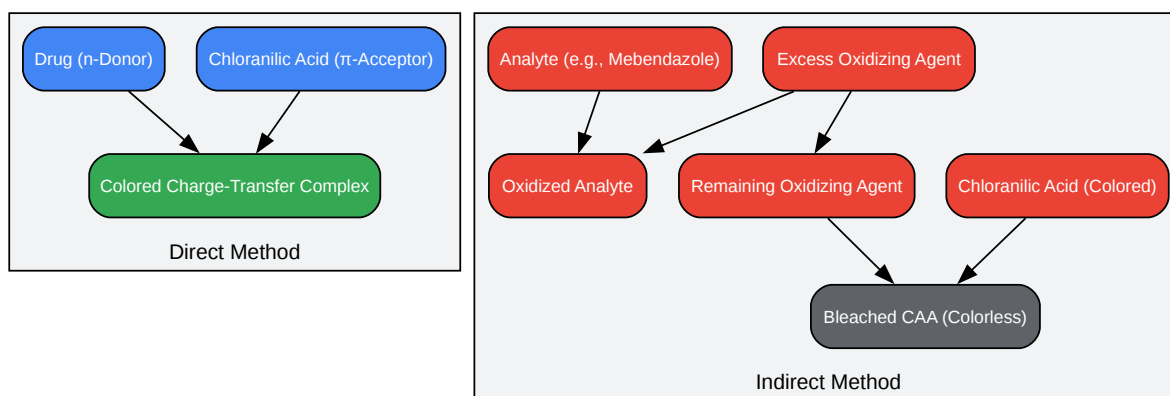 Drug (n-Donor)
Chloranilic Acid (π-Acceptor)
Colored Charge-Transfer Complex
Direct Method
Analyte (e.g., Mebendazole)
Excess Oxidizing Agent
Oxidized Analyte
Remaining Oxidizing Agent
Chloranilic Acid (Colored)
Bleached CAA (Colorless)
Indirect Method